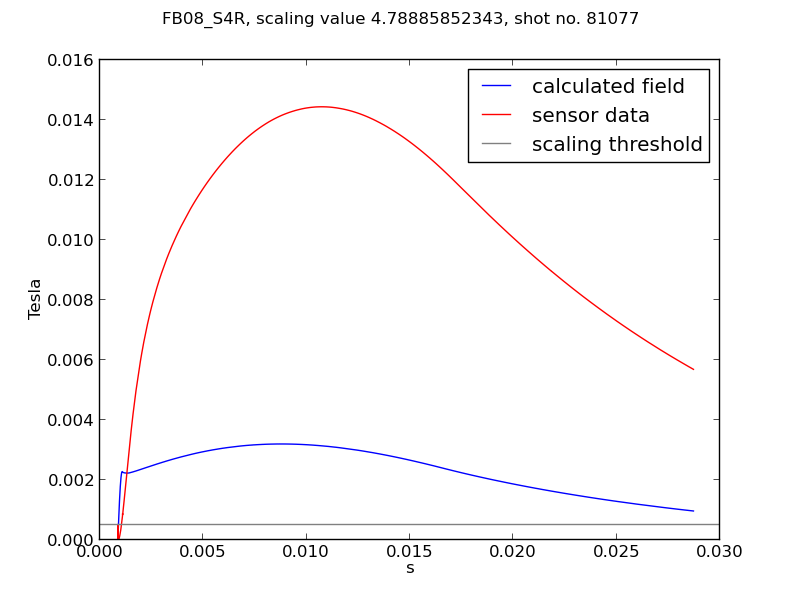 FB08_S4R, scaling value 4.78885852343, shot no. 81077
calculated field
sensor data
scaling threshold
Tesla
0.016
0.014
0.012
0.010
0.008
0.006
0.004
0.002
0.000
0.000 0.005 0.010 0.015 0.020 0.025 0.030
s